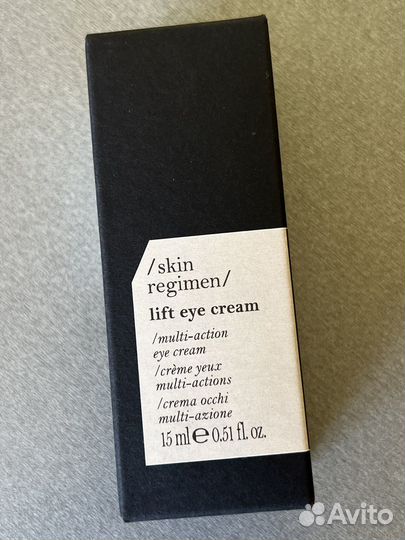 /skin
regimen/
lift eye cream
/multi-action
eye cream
/crème yeux
multi-actions
/crema occhi
multi-azione
15 ml e 0.51 fl. oz.
Avito